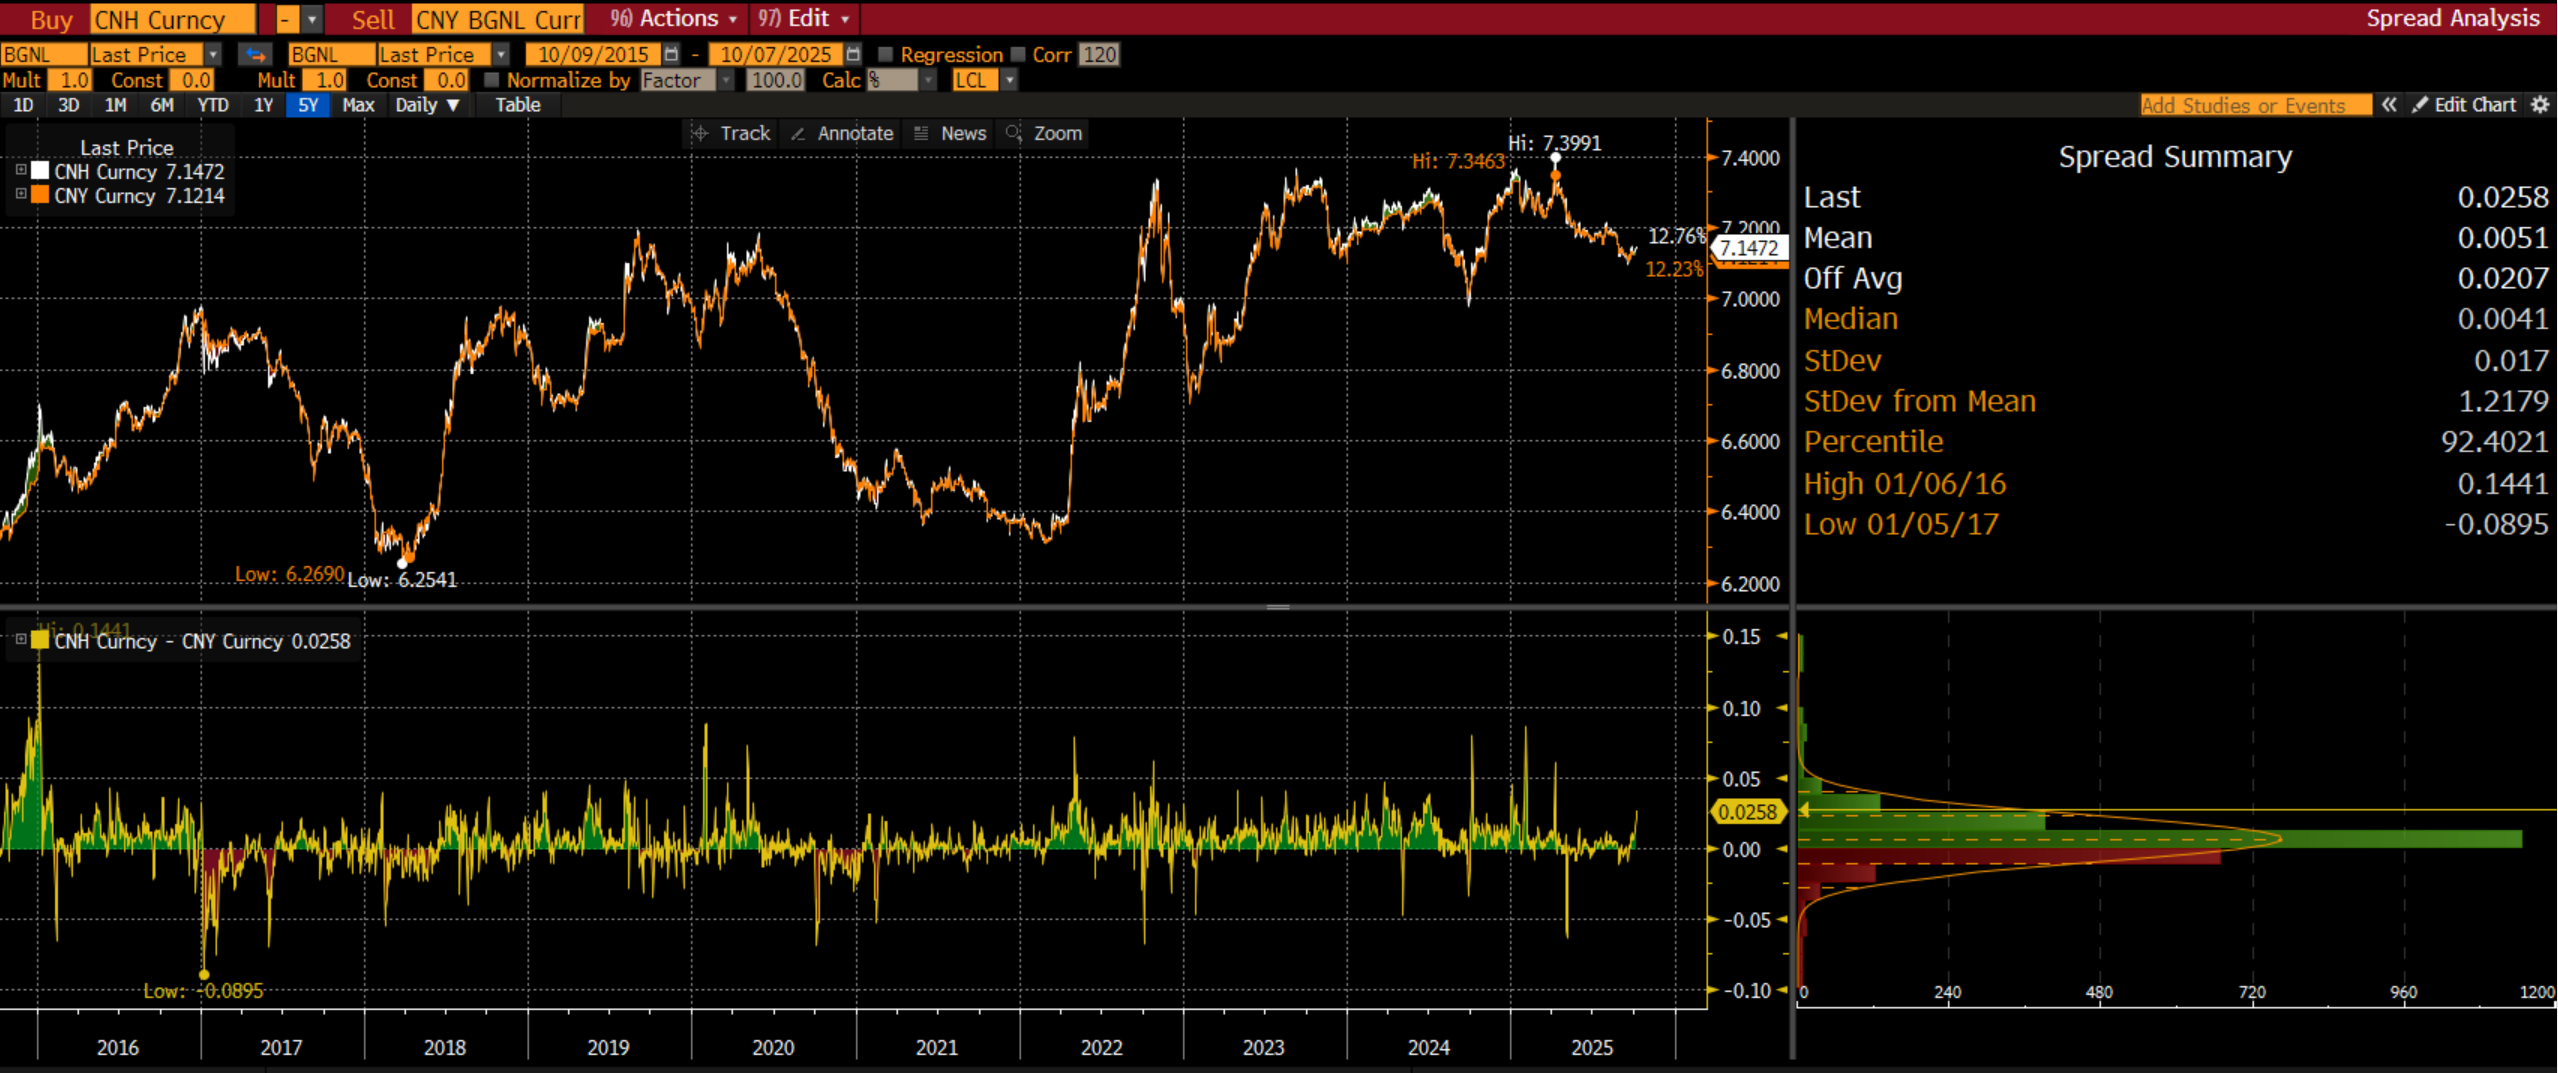 Buy CNH Curncy - Sell CNY BGNL Curr 96) Actions 97) Edit Spread Analysis
BGNL Last Price BGNL Last Price 10/09/2015 - 10/07/2025 Regression Corr 120
Mult 1.0 Const 0.0 Mult 1.0 Const 0.0 Normalize by Factor 100.0 Calc % LCL
1D 3D 1M 6M YTD 1Y 5Y Max Daily ▼ Table Add Studies or Events « Edit Chart
Track Annotate News Zoom
Last Price
CNH Curncy 7.1472
CNY Curncy 7.1214
Hi: 7.3991
Hi: 7.3463
12.76%
12.23%
Low: 6.2690
Low: 6.2541
7.4000
7.2000
7.1472
7.0000
6.8000
6.6000
6.4000
6.2000
Spread Summary
Last 0.0258
Mean 0.0051
Off Avg 0.0207
Median 0.0041
StDev 0.017
StDev from Mean 1.2179
Percentile 92.4021
High 01/06/16 0.1441
Low 01/05/17 -0.0895
Hi: 0.1441
CNH Curncy - CNY Curncy 0.0258
Low: -0.0895
0.15
0.10
0.05
0.0258
0.00
-0.05
-0.10
0 240 480 720 960 1200
2016 2017 2018 2019 2020 2021 2022 2023 2024 2025